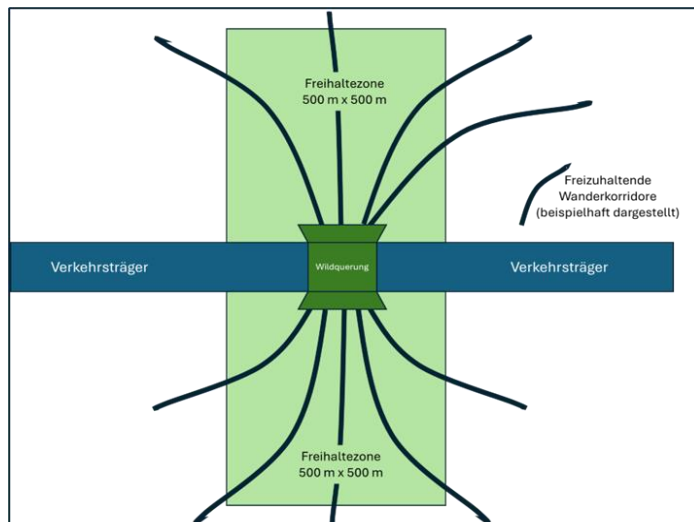 Freihaltezone
500 m x 500 m
Freizuhaltende
Wanderkorridore
(beispielhaft dargestellt)
Verkehrsträger
Wildquerung
Verkehrsträger
Freihaltezone
500 m x 500 m